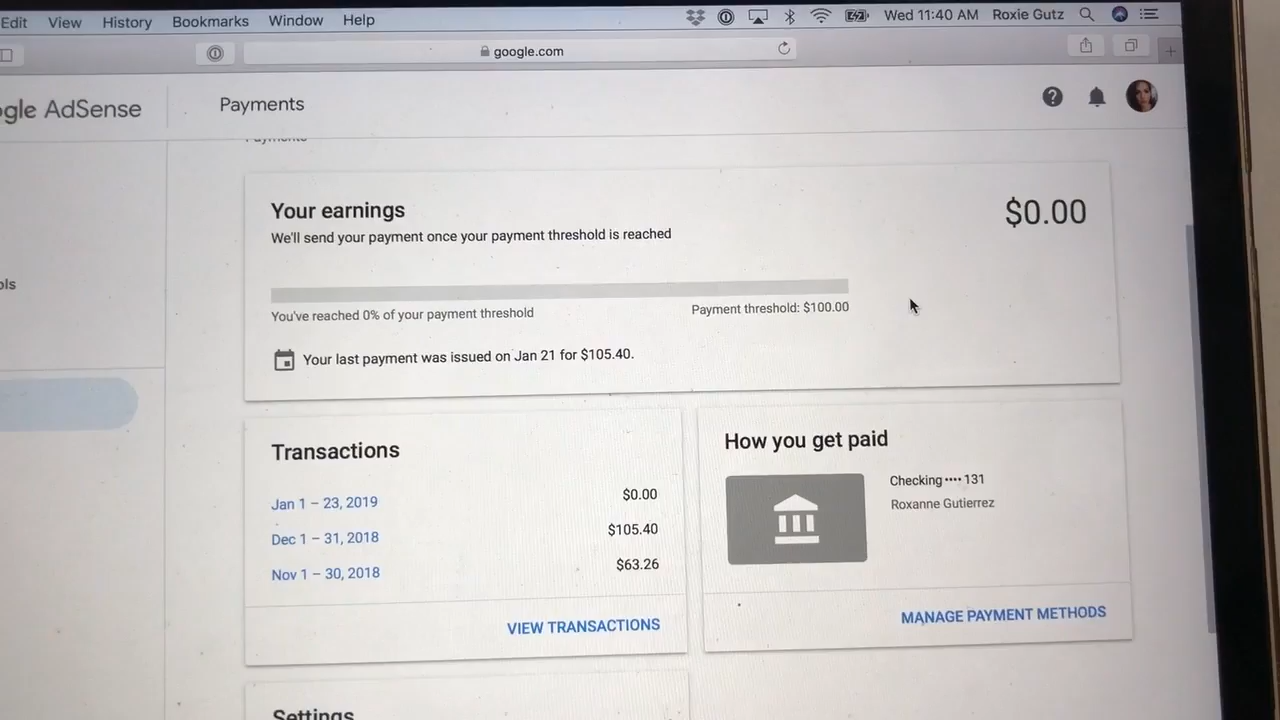 Edit View History Bookmarks Window Help Wed 11:40 AM Roxie Gutz
google.com
gle AdSense Payments
Your earnings $0.00
We'll send your payment once your payment threshold is reached
ols
You've reached 0% of your payment threshold Payment threshold: $100.00
Your last payment was issued on Jan 21 for $105.40.
Transactions
Jan 1 – 23, 2019 $0.00
Dec 1 – 31, 2018 $105.40
Nov 1 – 30, 2018 $63.26
VIEW TRANSACTIONS
How you get paid
Checking •••• 131
Roxanne Gutierrez
MANAGE PAYMENT METHODS
Settings